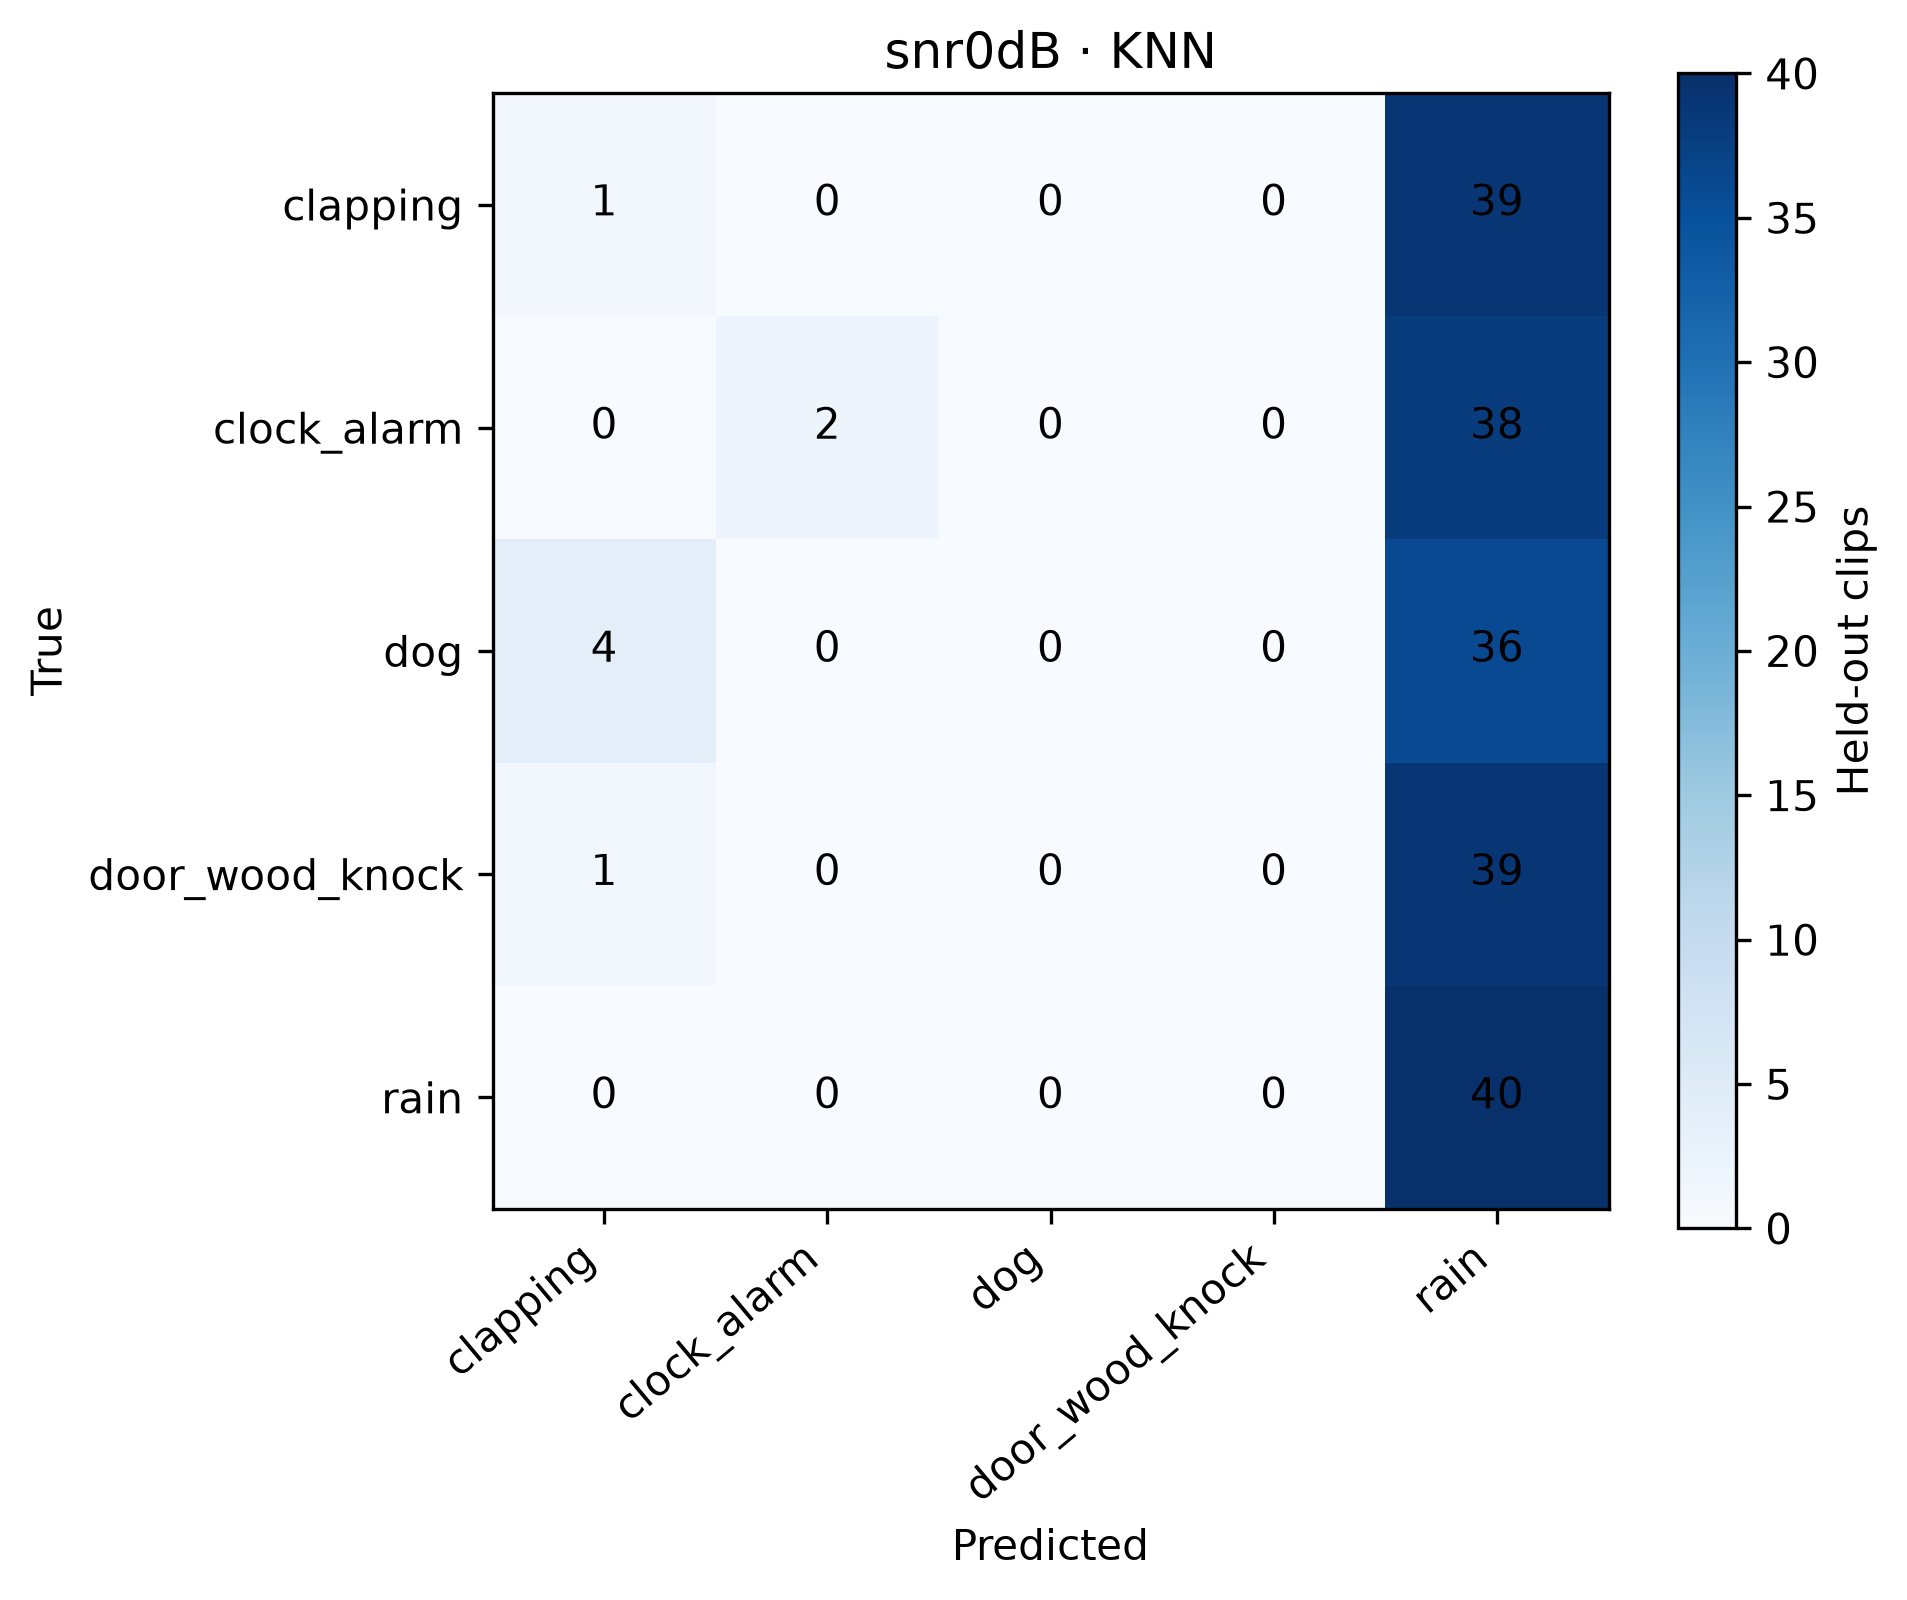 snr0dB · KNN
True
clapping 1 0 0 0 39
clock_alarm 0 2 0 0 38
dog 4 0 0 0 36
door_wood_knock 1 0 0 0 39
rain 0 0 0 0 40
clapping clock_alarm dog door_wood_knock rain
Predicted
40
35
30
25
20
15
10
5
0
Held-out clips